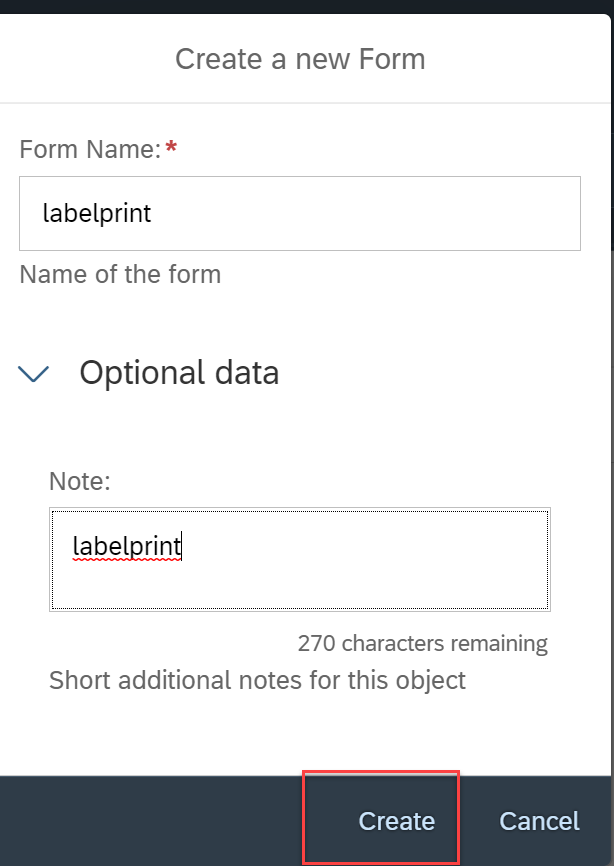 Create a new Form
Form Name:*
labelprint
Name of the form
Optional data
Note:
labelprint
270 characters remaining
Short additional notes for this object
Create Cancel